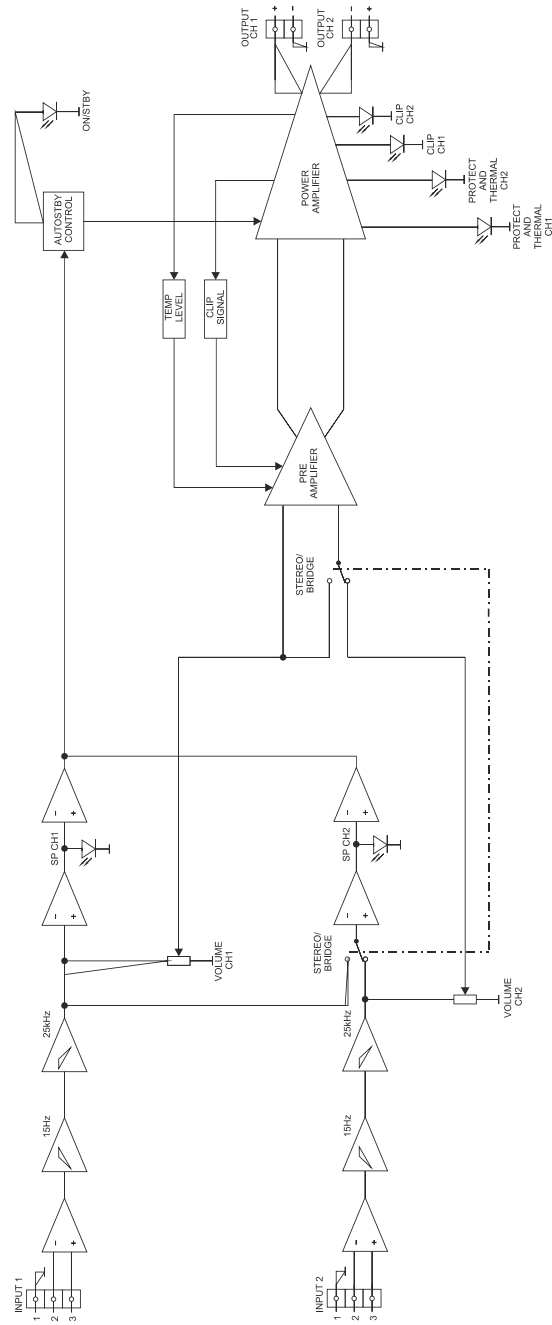 INPUT 1
1
2
3
-
+
15Hz
25kHz
VOLUME
CH1
SP CH1
-
+
-
+
AUTOSTBY
CONTROL
ON/STBY
INPUT 2
1
2
3
-
+
15Hz
25kHz
STEREO/
BRIDGE
VOLUME
CH2
SP CH2
-
+
-
+
STEREO/
BRIDGE
PRE
AMPLIFIER
TEMP
LEVEL
CLIP
SIGNAL
POWER
AMPLIFIER
OUTPUT
CH 1
+
-
OUTPUT
CH 2
-
+
CLIP
CH2
CLIP
CH1
PROTECT
AND
THERMAL
CH2
PROTECT
AND
THERMAL
CH1